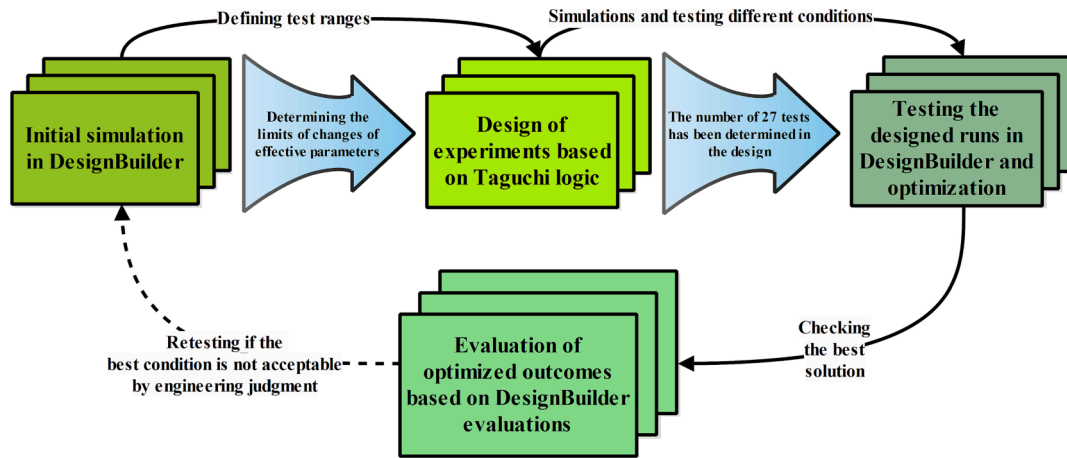 Defining test ranges
Simulations and testing different conditions
Initial simulation
in DesignBuilder
Determining the
limits of changes of
effective parameters
Design of
experiments based
on Taguchi logic
The number of 27 tests
has been determined in
the design
Testing the
designed runs in
DesignBuilder and
optimization
Retesting if the
best condition is not acceptable
by engineering judgment
Evaluation of
optimized outcomes
based on DesignBuilder
evaluations
Checking
the best
solution